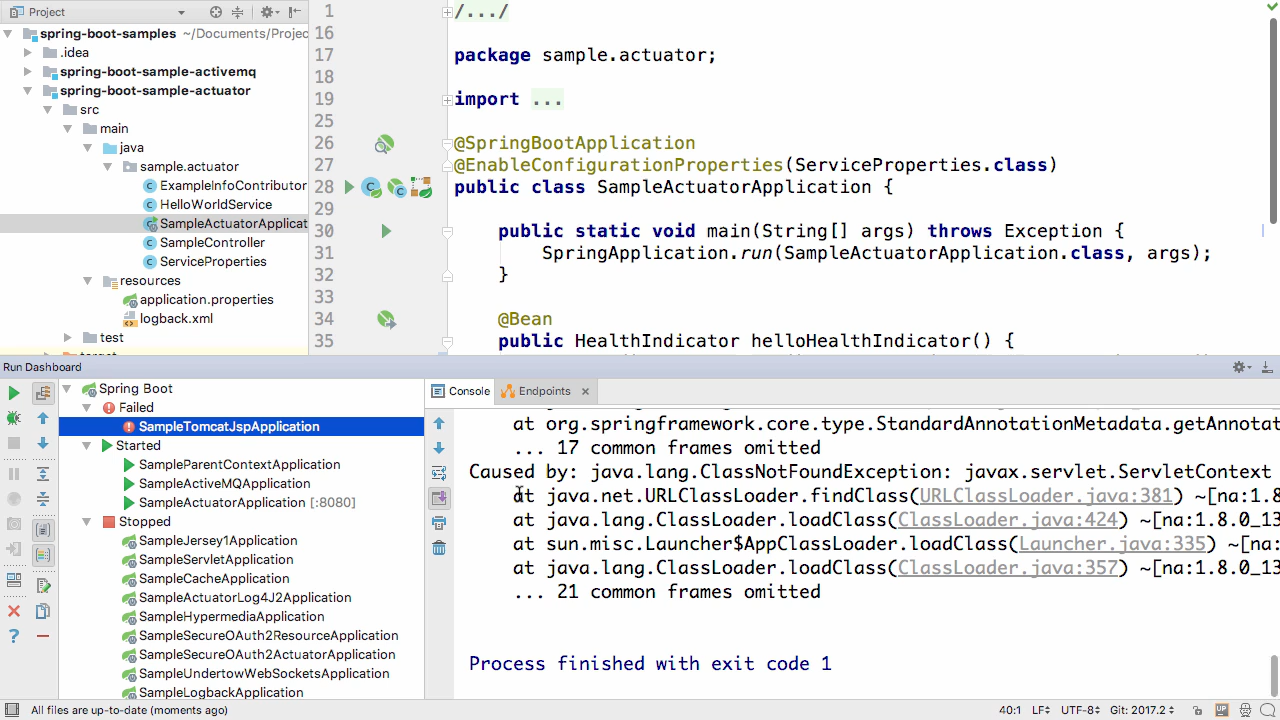 Project
spring-boot-samples ~/Documents/Projec
.idea
spring-boot-sample-activemq
spring-boot-sample-actuator
src
main
java
sample.actuator
ExampleInfoContributor
HelloWorldService
SampleActuatorApplicat
SampleController
ServiceProperties
resources
application.properties
logback.xml
test
target
1 /.../
16
17 package sample.actuator;
18
19 import ...
25
26 @SpringBootApplication
27 @EnableConfigurationProperties(ServiceProperties.class)
28 public class SampleActuatorApplication {
29
30 public static void main(String[] args) throws Exception {
31 SpringApplication.run(SampleActuatorApplication.class, args);
32 }
33
34 @Bean
35 public HealthIndicator helloHealthIndicator() {
Run Dashboard
Spring Boot
Failed
SampleTomcatJspApplication
Started
SampleParentContextApplication
SampleActiveMQApplication
SampleActuatorApplication [:8080]
Stopped
SampleJersey1Application
SampleServletApplication
SampleCacheApplication
SampleActuatorLog4J2Application
SampleHypermediaApplication
SampleSecureOAuth2ResourceApplication
SampleSecureOAuth2ActuatorApplication
SampleUndertowWebSocketsApplication
SampleLogbackApplication
Console
Endpoints
at org.springframework.core.type.StandardAnnotationMetadata.getAnnotat
... 17 common frames omitted
Caused by: java.lang.ClassNotFoundException: javax.servlet.ServletContext
at java.net.URLClassLoader.findClass(URLClassLoader.java:381) ~[na:1.8
at java.lang.ClassLoader.loadClass(ClassLoader.java:424) ~[na:1.8.0_13
at sun.misc.Launcher$AppClassLoader.loadClass(Launcher.java:335) ~[na:
at java.lang.ClassLoader.loadClass(ClassLoader.java:357) ~[na:1.8.0_13
... 21 common frames omitted
Process finished with exit code 1
All files are up-to-date (moments ago)
40:1 LF UTF-8 Git: 2017.2